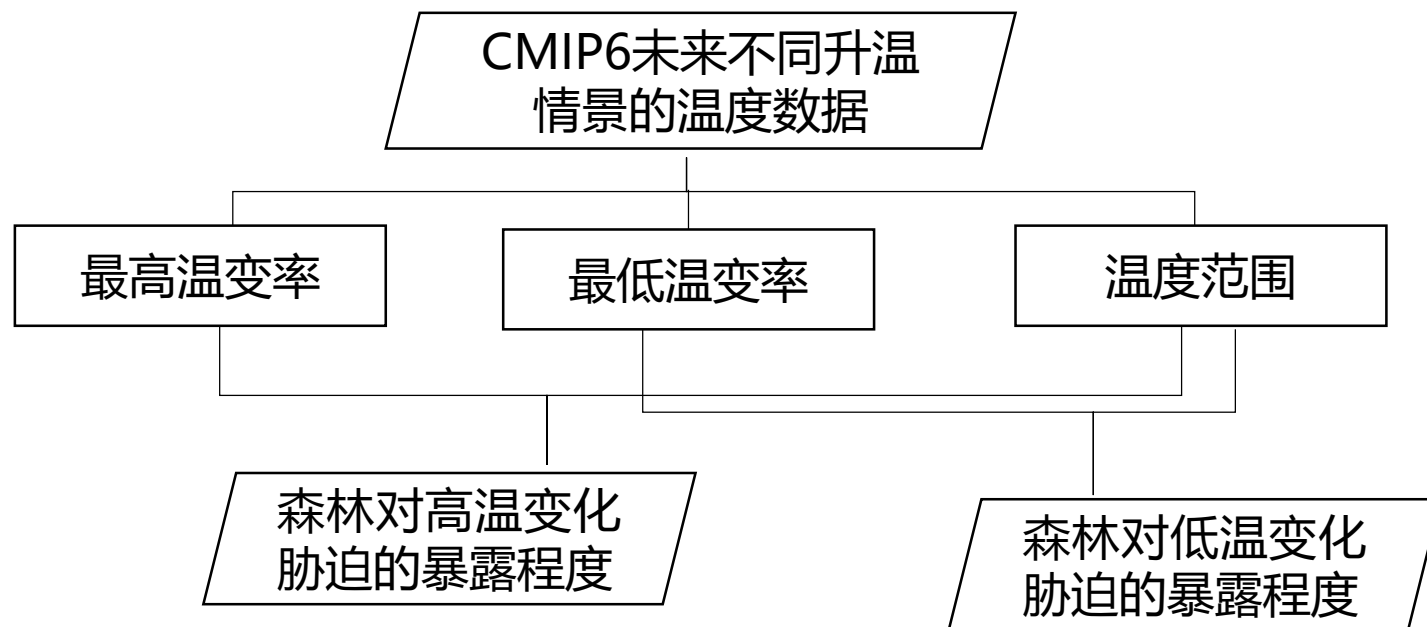 CMIP6未来不同升温
情景的温度数据
最高温变率
最低温变率
温度范围
森林对高温变化
胁迫的暴露程度
森林对低温变化
胁迫的暴露程度